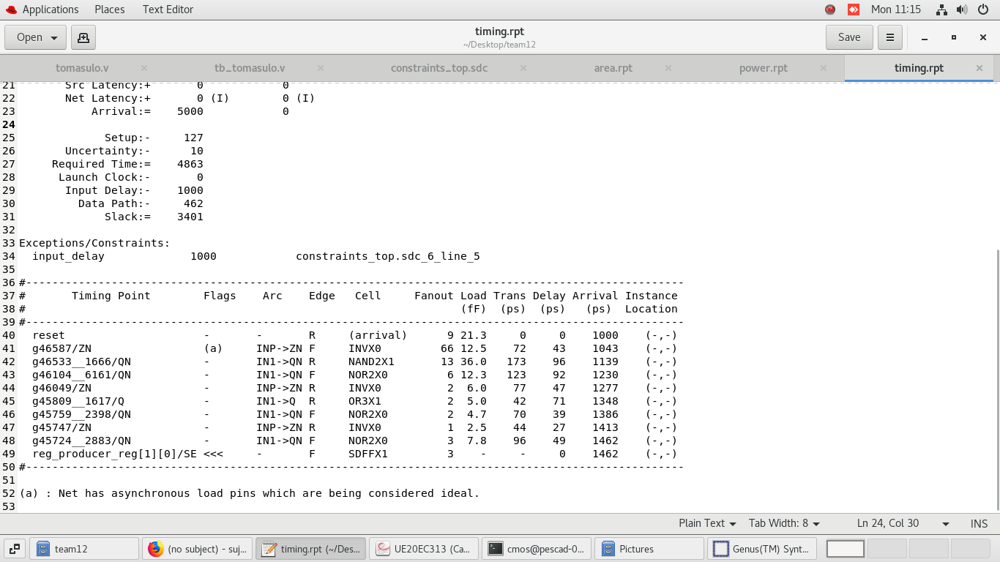 Applications Places Text Editor Mon 11:15
Open timing.rpt Save
~/Desktop/team12
tomasulo.v × tb_tomasulo.v × constraints_top.sdc × area.rpt × power.rpt × timing.rpt ×
21 Src Latency:+ 0 0
22 Net Latency:+ 0 (I) 0 (I)
23 Arrival:= 5000 0
24
25 Setup:- 127
26 Uncertainty:- 10
27 Required Time:= 4863
28 Launch Clock:- 0
29 Input Delay:- 1000
30 Data Path:- 462
31 Slack:= 3401
32
33 Exceptions/Constraints:
34 input_delay 1000 constraints_top.sdc_6_line_5
35
36 #----------------------------------------------------------------------------------------------------
37 # Timing Point Flags Arc Edge Cell Fanout Load Trans Delay Arrival Instance
38 # (fF) (ps) (ps) (ps) Location
39 #----------------------------------------------------------------------------------------------------
40 reset - - R (arrival) 9 21.3 0 0 1000 (-,-)
41 g46587/ZN (a) INP->ZN F INVX0 66 12.5 72 43 1043 (-,-)
42 g46533__1666/QN - IN1->QN R NAND2X1 13 36.0 173 96 1139 (-,-)
43 g46104__6161/QN - IN1->QN F NOR2X0 6 12.3 123 92 1230 (-,-)
44 g46049/ZN - INP->ZN R INVX0 2 6.0 77 47 1277 (-,-)
45 g45809__1617/Q - IN1->Q R OR3X1 2 5.0 42 71 1348 (-,-)
46 g45759__2398/QN - IN1->QN F NOR2X0 2 4.7 70 39 1386 (-,-)
47 g45747/ZN - INP->ZN R INVX0 1 2.5 44 27 1413 (-,-)
48 g45724__2883/QN - IN1->QN F NOR2X0 3 7.8 96 49 1462 (-,-)
49 reg_producer_reg[1][0]/SE <<< - F SDFFX1 3 - - 0 1462 (-,-)
50 #----------------------------------------------------------------------------------------------------
51
52 (a) : Net has asynchronous load pins which are being considered ideal.
53
Plain Text Tab Width: 8 Ln 24, Col 30 INS
team12 (no subject) - suj... timing.rpt (~/Des... UE20EC313 (Ca... cmos@pescad-0... Pictures Genus(TM) Synt...